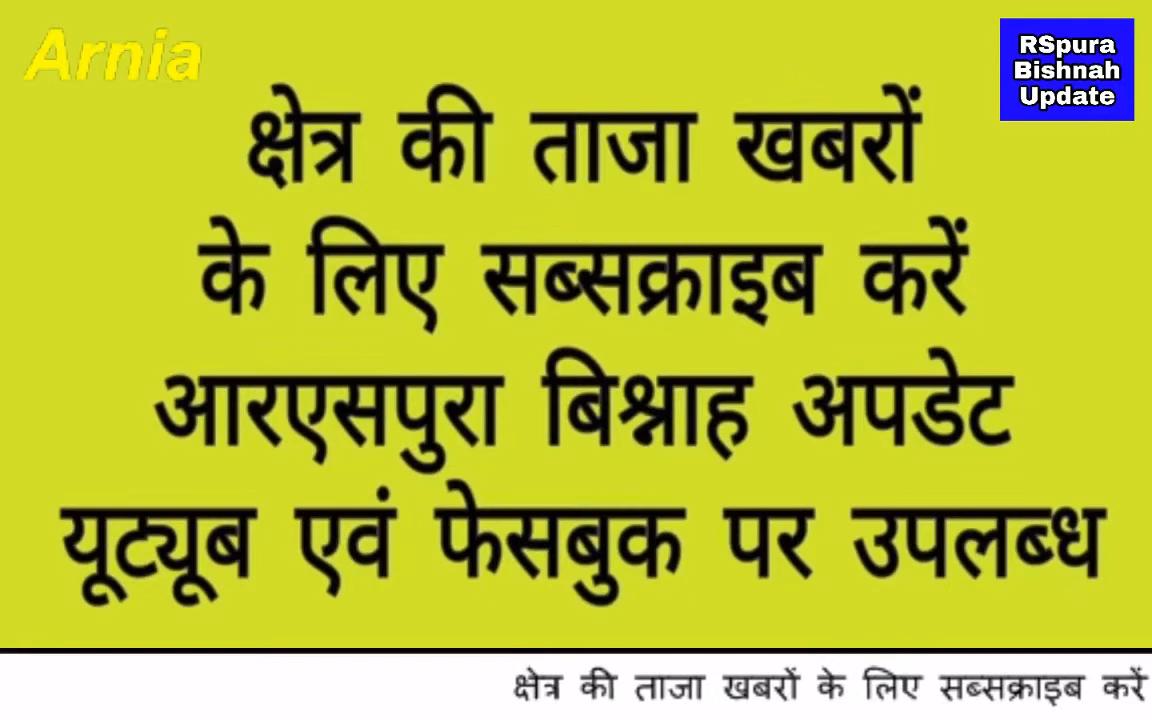 Arnia
RSpura
Bishnah
Update
क्षेत्र की ताजा खबरों
के लिए सब्सक्राइब करें
आरएसपुरा बिश्नाह अपडेट
यूट्यूब एवं फेसबुक पर उपलब्ध
क्षेत्र की ताजा खबरों के लिए सब्सक्राइब करें